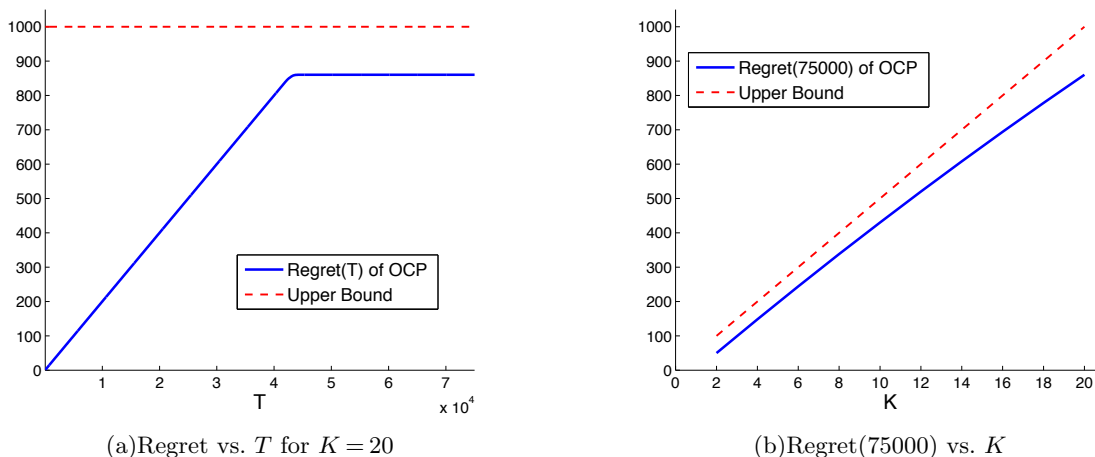 1000
900
800
700
600
500
400
300
200
100
0
Regret(T) of OCP
Upper Bound
1 2 3 4 5 6 7
x 10^4
T
(a)Regret vs. T for K = 20
1000
900
800
700
600
500
400
300
200
100
0
Regret(75000) of OCP
Upper Bound
0 2 4 6 8 10 12 14 16 18 20
K
(b)Regret(75000) vs. K